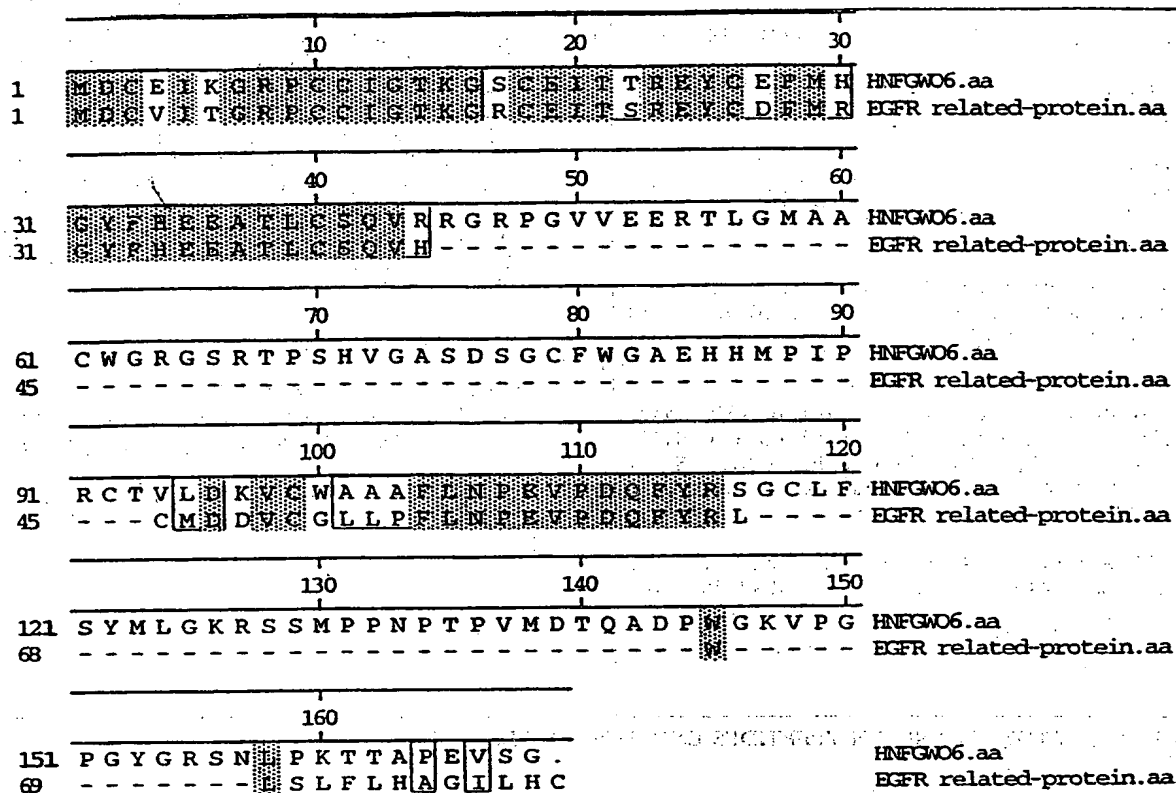 10 20 30
1 M D C E I K G R P C C I G T K G S C E I T T R E Y C E F M H HNFGW06.aa
1 M D C V I T G R P C C I G T K G R C E I T S R E Y C D F M R EGFR related-protein.aa
40 50 60
31 G Y F H E E A T L C S Q V R R G R P G V V E E R T L G M A A HNFGW06.aa
31 G Y F H E E A T L C S Q V H - - - - - - - - - - - - - - - - EGFR related-protein.aa
70 80 90
61 C W G R G S R T P S H V G A S D S G C F W G A E H H M P I P HNFGW06.aa
45 - - - - - - - - - - - - - - - - - - - - - - - - - - - - - - EGFR related-protein.aa
100 110 120
91 R C T V L D K V C W A A A F L N P K V P D Q F Y R S G C L F HNFGW06.aa
45 - - - C M D D V C G L L P F L N P E V P D Q F Y R L - - - - EGFR related-protein.aa
130 140 150
121 S Y M L G K R S S M P P N P T P V M D T Q A D P W G K V P G HNFGW06.aa
68 - - - - - - - - - - - - - - - - - - - - - - - - W - - - - - EGFR related-protein.aa
160
151 P G Y G R S N L P K T T A P E V S G . HNFGW06.aa
69 - - - - - - - L S L F L H A G I L H C EGFR related-protein.aa